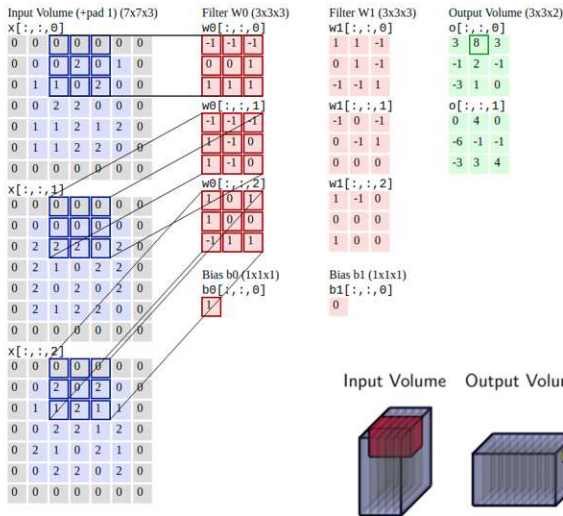 Input Volume (+pad 1) (7x7x3)
x[:,:,0]
0 0 0 0 0 0 0
0 0 0 2 0 1 0
0 1 1 0 2 0 0
0 0 2 2 0 0 0
0 1 1 2 1 2 0
0 1 2 1 1 0 0
0 0 0 0 0 0 0
x[:,:,1]
0 0 0 0 0 0 0
0 0 0 0 0 0 0
0 2 2 2 0 2 0
0 2 1 0 2 2 0
0 2 0 1 2 0 0
0 2 1 2 2 0 0
0 0 0 0 0 0 0
x[:,:,2]
0 0 0 0 0 0 0
0 0 2 0 2 0 0
0 1 1 2 1 1 0
0 0 2 2 1 2 0
0 2 1 0 2 1 0
0 2 2 0 2 0 0
0 0 0 0 0 0 0
Filter W0 (3x3x3)
w0[:,:,0]
-1 -1 -1
0 0 1
1 1 1
w0[:,:,1]
-1 -1 -1
1 -1 0
1 -1 0
w0[:,:,2]
1 0 1
1 0 0
-1 1 1
Bias b0 (1x1x1)
b0[:,:,0]
1
Filter W1 (3x3x3)
w1[:,:,0]
1 1 -1
0 1 -1
-1 -1 1
w1[:,:,1]
-1 0 -1
1 -1 0
0 0 0
w1[:,:,2]
1 -1 0
0 0 0
1 0 0
Bias b1 (1x1x1)
b1[:,:,0]
0
Output Volume (3x3x2)
o[:,:,0]
3 8 3
-1 2 -1
-3 1 0
o[:,:,1]
0 4 0
-6 -1 -1
-3 3 4
Input Volume
Output Volu